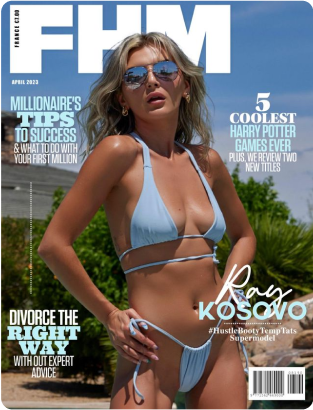 FRANCE £7.00
FHM
APRIL 2023
MILLIONAIRE'S
TIPS
TO SUCCESS
& WHAT TO DO WITH
YOUR FIRST MILLION
5
COOLEST
HARRY POTTER
GAMES EVER
PLUS, WE REVIEW TWO
NEW TITLES
Ray
KOSOVO
#HustleBootyTempTats
Supermodel
DIVORCE THE
RIGHT
WAY
WITH OUT EXPERT
ADVICE